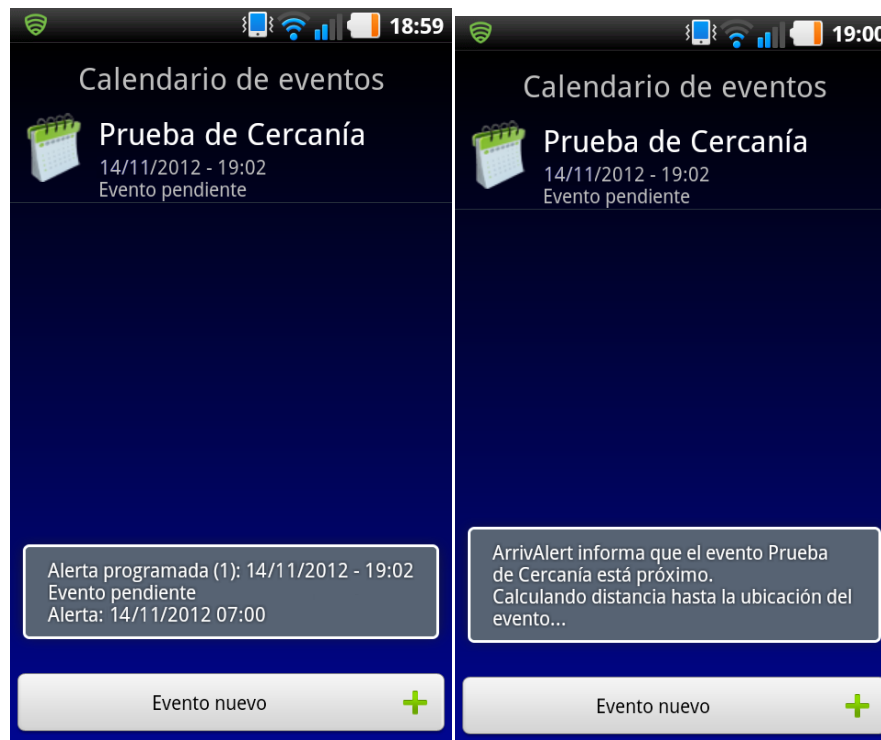 18:59
Calendario de eventos
Prueba de Cercanía
14/11/2012 - 19:02
Evento pendiente
Alerta programada (1): 14/11/2012 - 19:02
Evento pendiente
Alerta: 14/11/2012 07:00
Evento nuevo
19:00
Calendario de eventos
Prueba de Cercanía
14/11/2012 - 19:02
Evento pendiente
ArrivAlert informa que el evento Prueba
de Cercanía está próximo.
Calculando distancia hasta la ubicación del
evento...
Evento nuevo